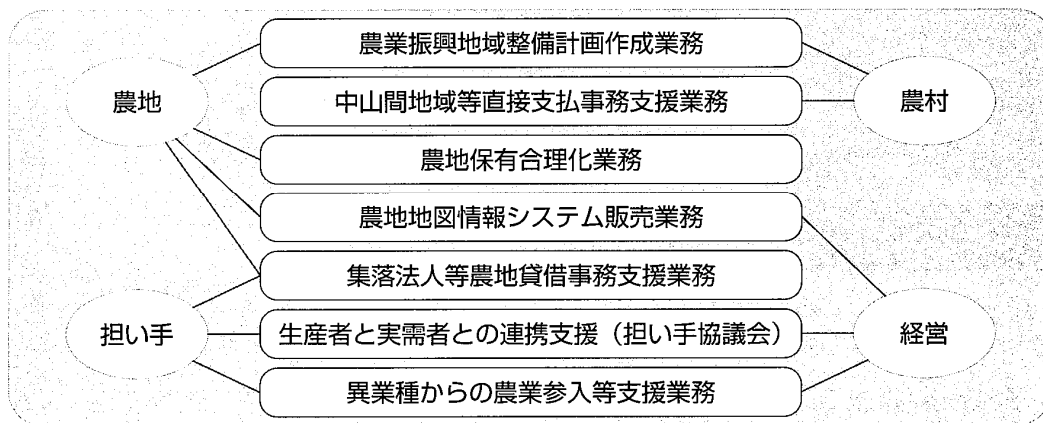 農業振興地域整備計画作成業務
農地
中山間地域等直接支払事務支援業務
農村
農地保有合理化業務
農地地図情報システム販売業務
集落法人等農地貸借事務支援業務
担い手
生産者と実需者との連携支援（担い手協議会）
経営
異業種からの農業参入等支援業務